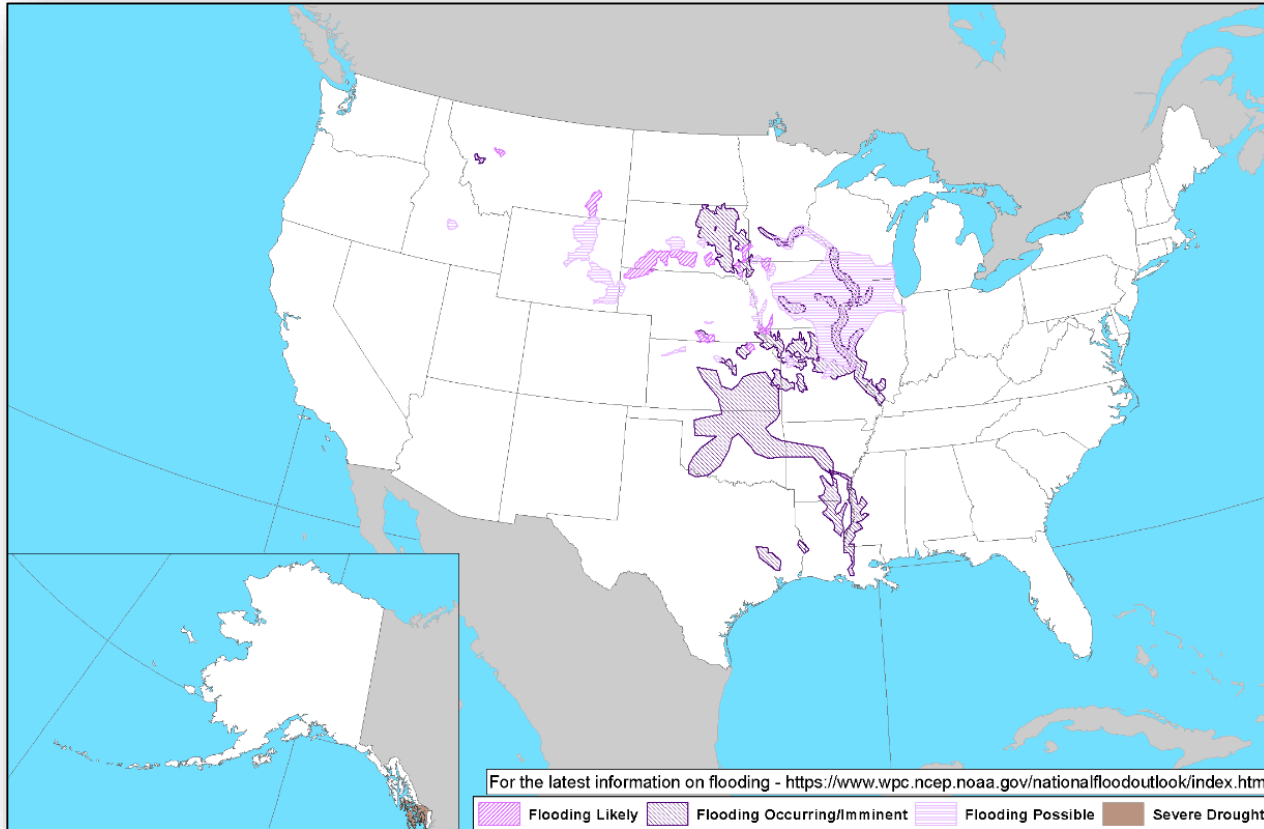 For the latest information on flooding - https://www.wpc.ncep.noaa.gov/nationalfloodoutlook/index.htm
Flooding Likely Flooding Occurring/Imminent Flooding Possible Severe Drought